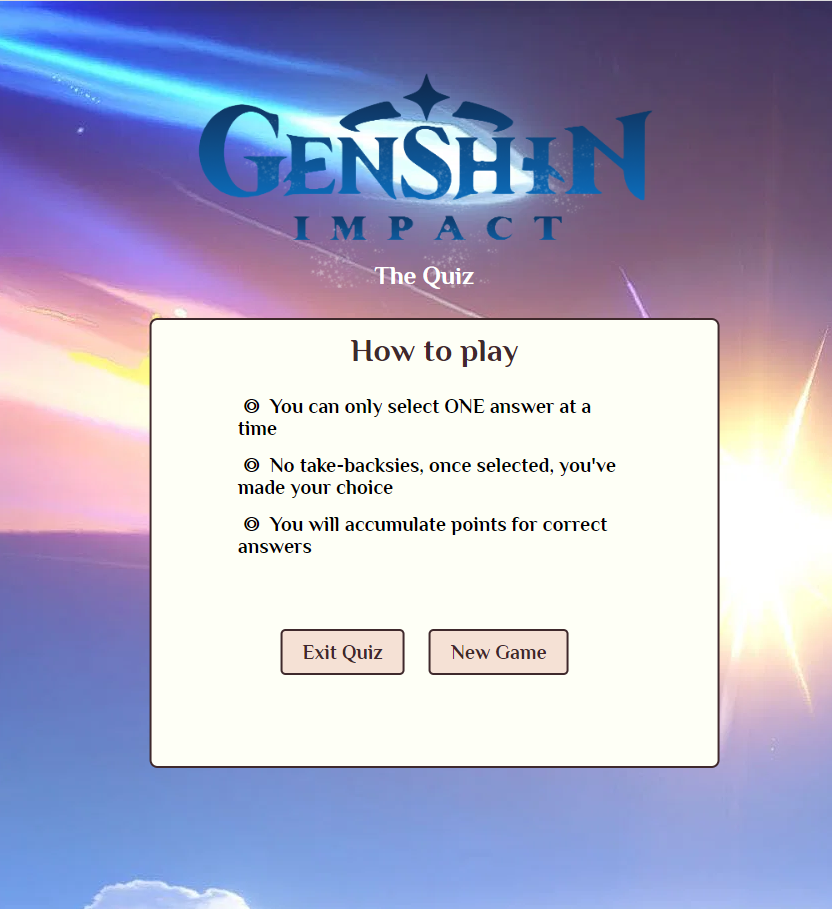 GENSHIN
IMPACT
The Quiz
How to play
◎ You can only select ONE answer at a
time
◎ No take-backsies, once selected, you've
made your choice
◎ You will accumulate points for correct
answers
Exit Quiz
New Game